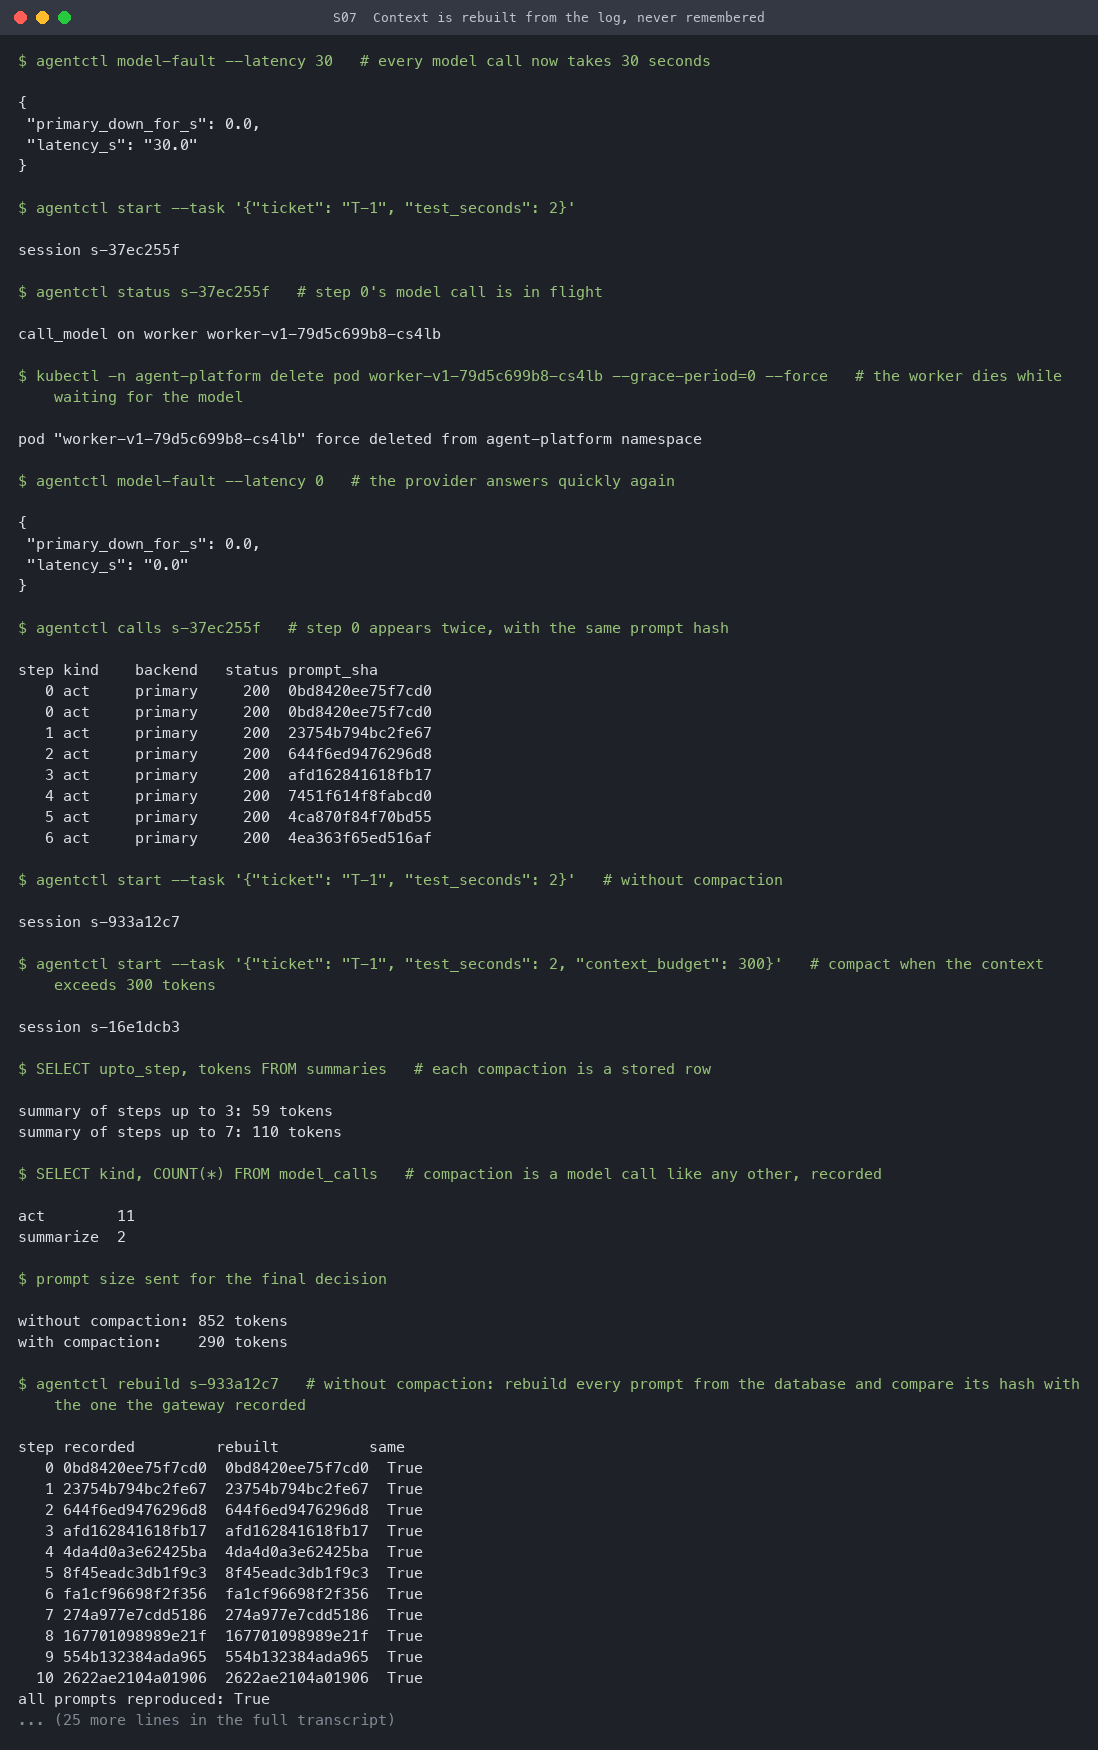 S07  Context is rebuilt from the log, never remembered
$ agentctl model-fault --latency 30   # every model call now takes 30 seconds
{
 "primary_down_for_s": 0.0,
 "latency_s": "30.0"
}
$ agentctl start --task '{"ticket": "T-1", "test_seconds": 2}'
session s-37ec255f
$ agentctl status s-37ec255f   # step 0's model call is in flight
call_model on worker worker-v1-79d5c699b8-cs4lb
$ kubectl -n agent-platform delete pod worker-v1-79d5c699b8-cs4lb --grace-period=0 --force   # the worker dies while
    waiting for the model
pod "worker-v1-79d5c699b8-cs4lb" force deleted from agent-platform namespace
$ agentctl model-fault --latency 0   # the provider answers quickly again
{
 "primary_down_for_s": 0.0,
 "latency_s": "0.0"
}
$ agentctl calls s-37ec255f   # step 0 appears twice, with the same prompt hash
step kind    backend   status prompt_sha
   0 act     primary     200  0bd8420ee75f7cd0
   0 act     primary     200  0bd8420ee75f7cd0
   1 act     primary     200  23754b794bc2fe67
   2 act     primary     200  644f6ed9476296d8
   3 act     primary     200  afd162841618fb17
   4 act     primary     200  7451f614f8fabcd0
   5 act     primary     200  4ca870f84f70bd55
   6 act     primary     200  4ea363f65ed516af
$ agentctl start --task '{"ticket": "T-1", "test_seconds": 2}'   # without compaction
session s-933a12c7
$ agentctl start --task '{"ticket": "T-1", "test_seconds": 2, "context_budget": 300}'   # compact when the context
    exceeds 300 tokens
session s-16e1dcb3
$ SELECT upto_step, tokens FROM summaries   # each compaction is a stored row
summary of steps up to 3: 59 tokens
summary of steps up to 7: 110 tokens
$ SELECT kind, COUNT(*) FROM model_calls   # compaction is a model call like any other, recorded
act        11
summarize  2
$ prompt size sent for the final decision
without compaction: 852 tokens
with compaction:    290 tokens
$ agentctl rebuild s-933a12c7   # without compaction: rebuild every prompt from the database and compare its hash with
    the one the gateway recorded
step recorded         rebuilt          same
   0 0bd8420ee75f7cd0  0bd8420ee75f7cd0  True
   1 23754b794bc2fe67  23754b794bc2fe67  True
   2 644f6ed9476296d8  644f6ed9476296d8  True
   3 afd162841618fb17  afd162841618fb17  True
   4 4da4d0a3e62425ba  4da4d0a3e62425ba  True
   5 8f45eadc3db1f9c3  8f45eadc3db1f9c3  True
   6 fa1cf96698f2f356  fa1cf96698f2f356  True
   7 274a977e7cdd5186  274a977e7cdd5186  True
   8 167701098989e21f  167701098989e21f  True
   9 554b132384ada965  554b132384ada965  True
  10 2622ae2104a01906  2622ae2104a01906  True
all prompts reproduced: True
... (25 more lines in the full transcript)